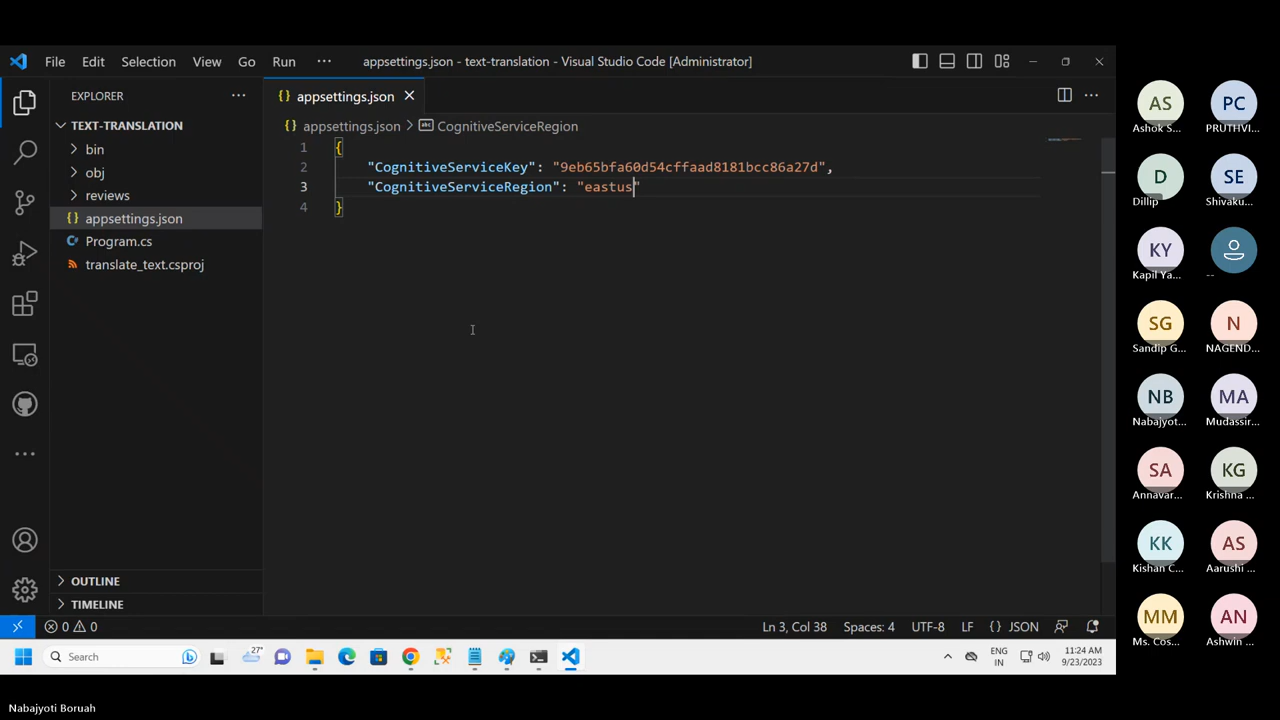 File Edit Selection View Go Run ··· appsettings.json - text-translation - Visual Studio Code [Administrator]
EXPLORER ···
appsettings.json
TEXT-TRANSLATION
bin
obj
reviews
appsettings.json
Program.cs
translate_text.csproj
OUTLINE
TIMELINE
appsettings.json > CognitiveServiceRegion
1 {
2 "CognitiveServiceKey": "9eb65bfa60d54cffaad8181bcc86a27d",
3 "CognitiveServiceRegion": "eastus"
4 }
0 0 Ln 3, Col 38 Spaces: 4 UTF-8 LF {} JSON
Search 27° ENG IN 11:24 AM 9/23/2023
AS PC
Ashok S... PRUTHVI...
D SE
Dillip Shivaku...
KY
Kapil Ya... --
SG N
Sandip G... NAGEND...
NB MA
Nabajyot... Mudassir...
SA KG
Annavar... Krishna ...
KK AS
Kishan C... Aarushi ...
MM AN
Ms. Cos... Ashwin ...
Nabajyoti Boruah